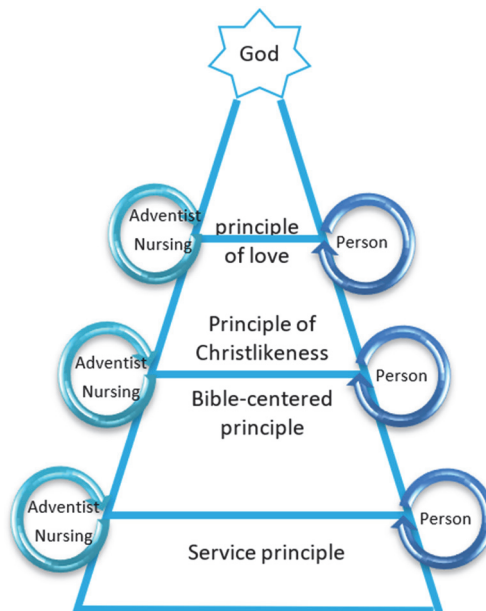 God
Adventist
Nursing
principle
of love
Person
Principle of
Christlikeness
Adventist
Nursing
Person
Bible-centered
principle
Adventist
Nursing
Person
Service principle